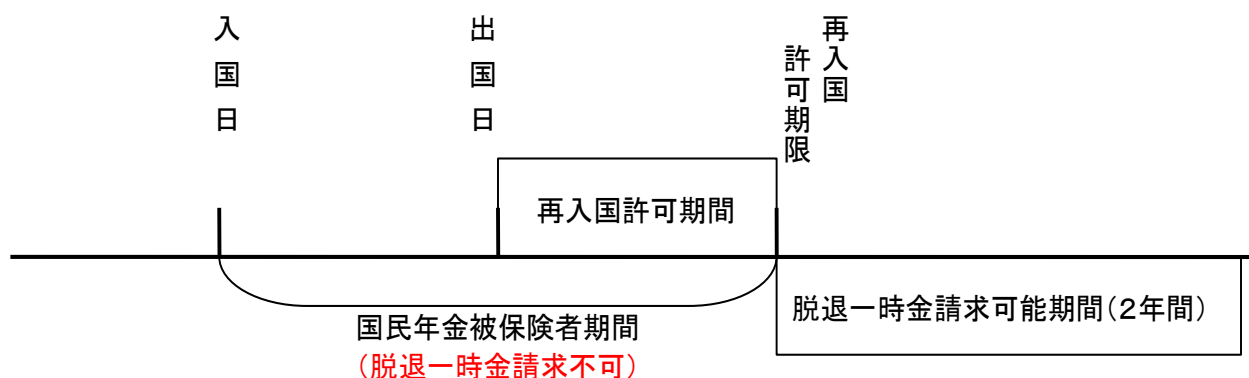 入国日
出国日
再入国
許可期限
再入国許可期間
脱退一時金請求可能期間(2年間)
国民年金被保険者期間
(脱退一時金請求不可)